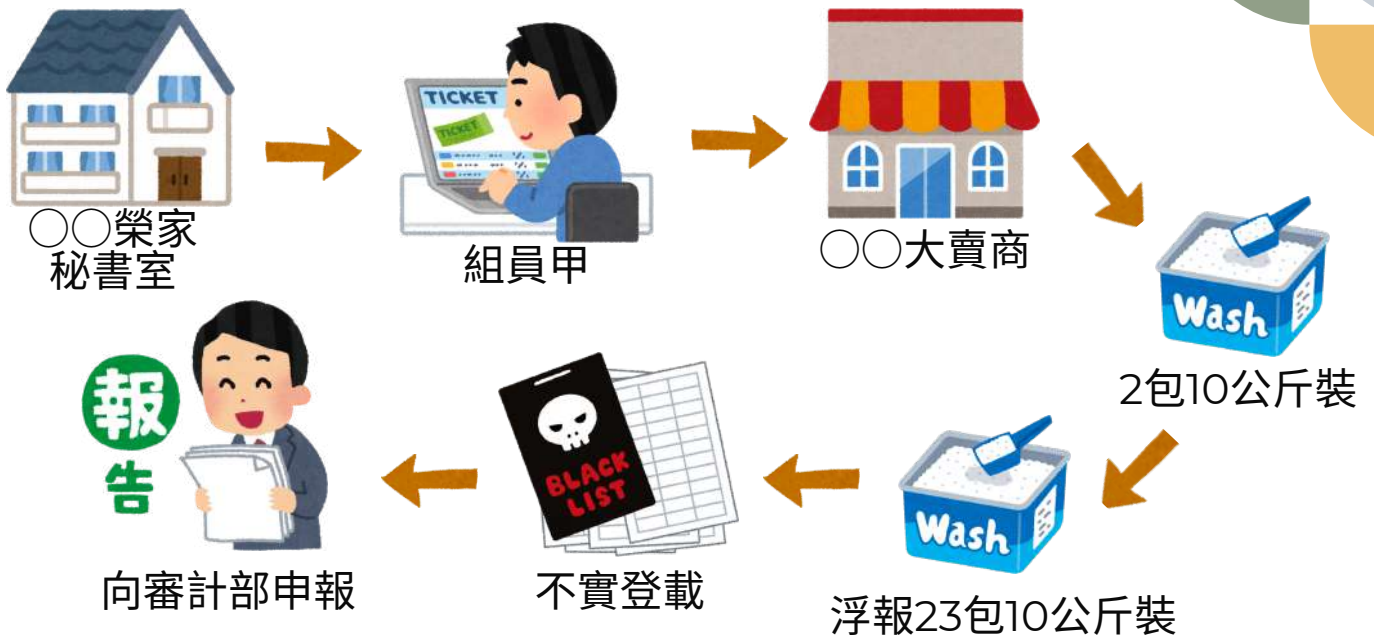 TICKET
TICKET
○○榮家
秘書室
組員甲
○○大賣商
Wash
2包10公斤裝
Wash
浮報23包10公斤裝
BLACK
LIST
不實登載
報
告
向審計部申報